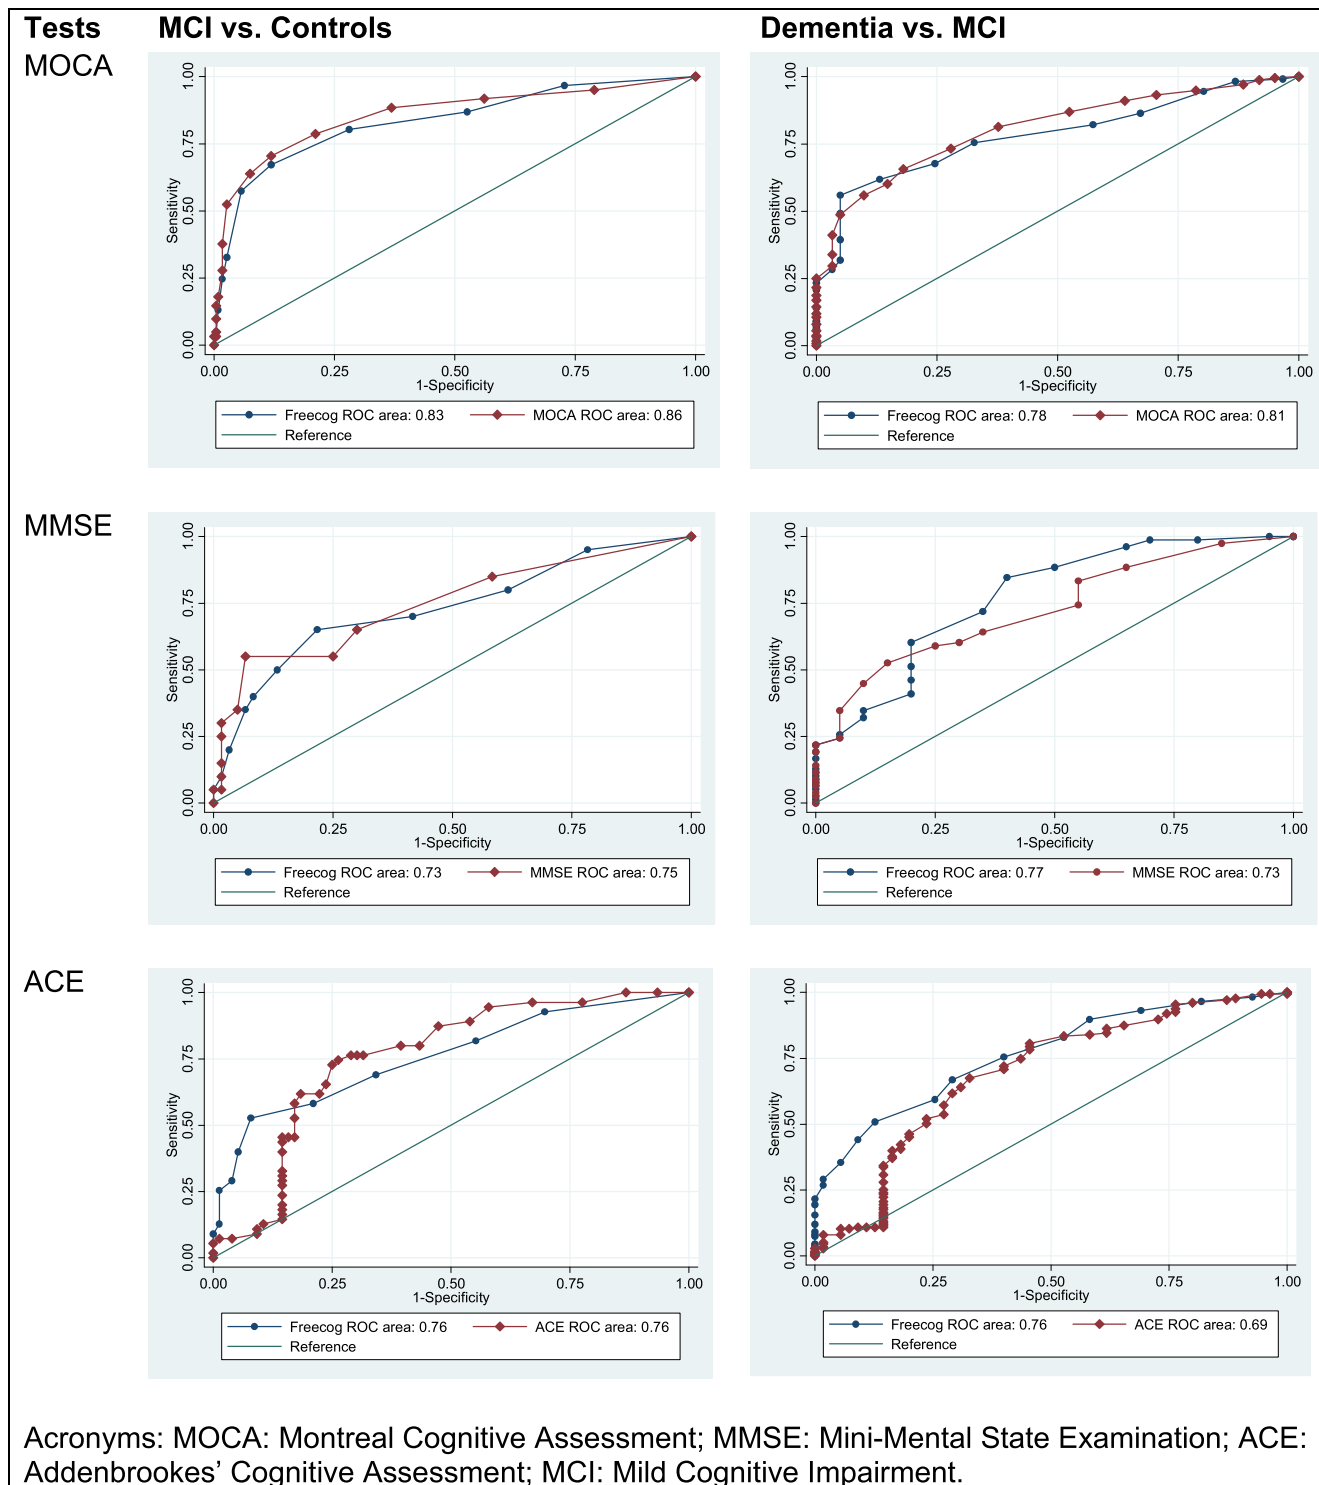 Tests MCI vs. Controls Dementia vs. MCI
MOCA
1.00
0.75
0.50
0.25
0.00
Sensitivity
0.00 0.25 0.50 0.75 1.00
1-Specificity
Freecog ROC area: 0.83 MOCA ROC area: 0.86
Reference
1.00
0.75
0.50
0.25
0.00
Sensitivity
0.00 0.25 0.50 0.75 1.00
1-Specificity
Freecog ROC area: 0.78 MOCA ROC area: 0.81
Reference
MMSE
1.00
0.75
0.50
0.25
0.00
Sensitivity
0.00 0.25 0.50 0.75 1.00
1-Specificity
Freecog ROC area: 0.73 MMSE ROC area: 0.75
Reference
1.00
0.75
0.50
0.25
0.00
Sensitivity
0.00 0.25 0.50 0.75 1.00
1-Specificity
Freecog ROC area: 0.77 MMSE ROC area: 0.73
Reference
ACE
1.00
0.75
0.50
0.25
0.00
Sensitivity
0.00 0.25 0.50 0.75 1.00
1-Specificity
Freecog ROC area: 0.76 ACE ROC area: 0.76
Reference
1.00
0.75
0.50
0.25
0.00
Sensitivity
0.00 0.25 0.50 0.75 1.00
1-Specificity
Freecog ROC area: 0.76 ACE ROC area: 0.69
Reference
Acronyms: MOCA: Montreal Cognitive Assessment; MMSE: Mini-Mental State Examination; ACE:
Addenbrookes’ Cognitive Assessment; MCI: Mild Cognitive Impairment.